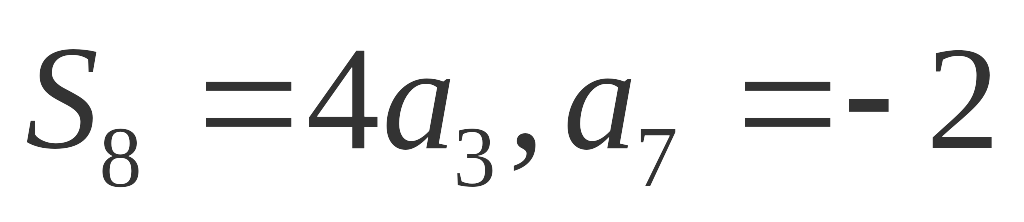 S₈ =4a₃,a₇ =- 2